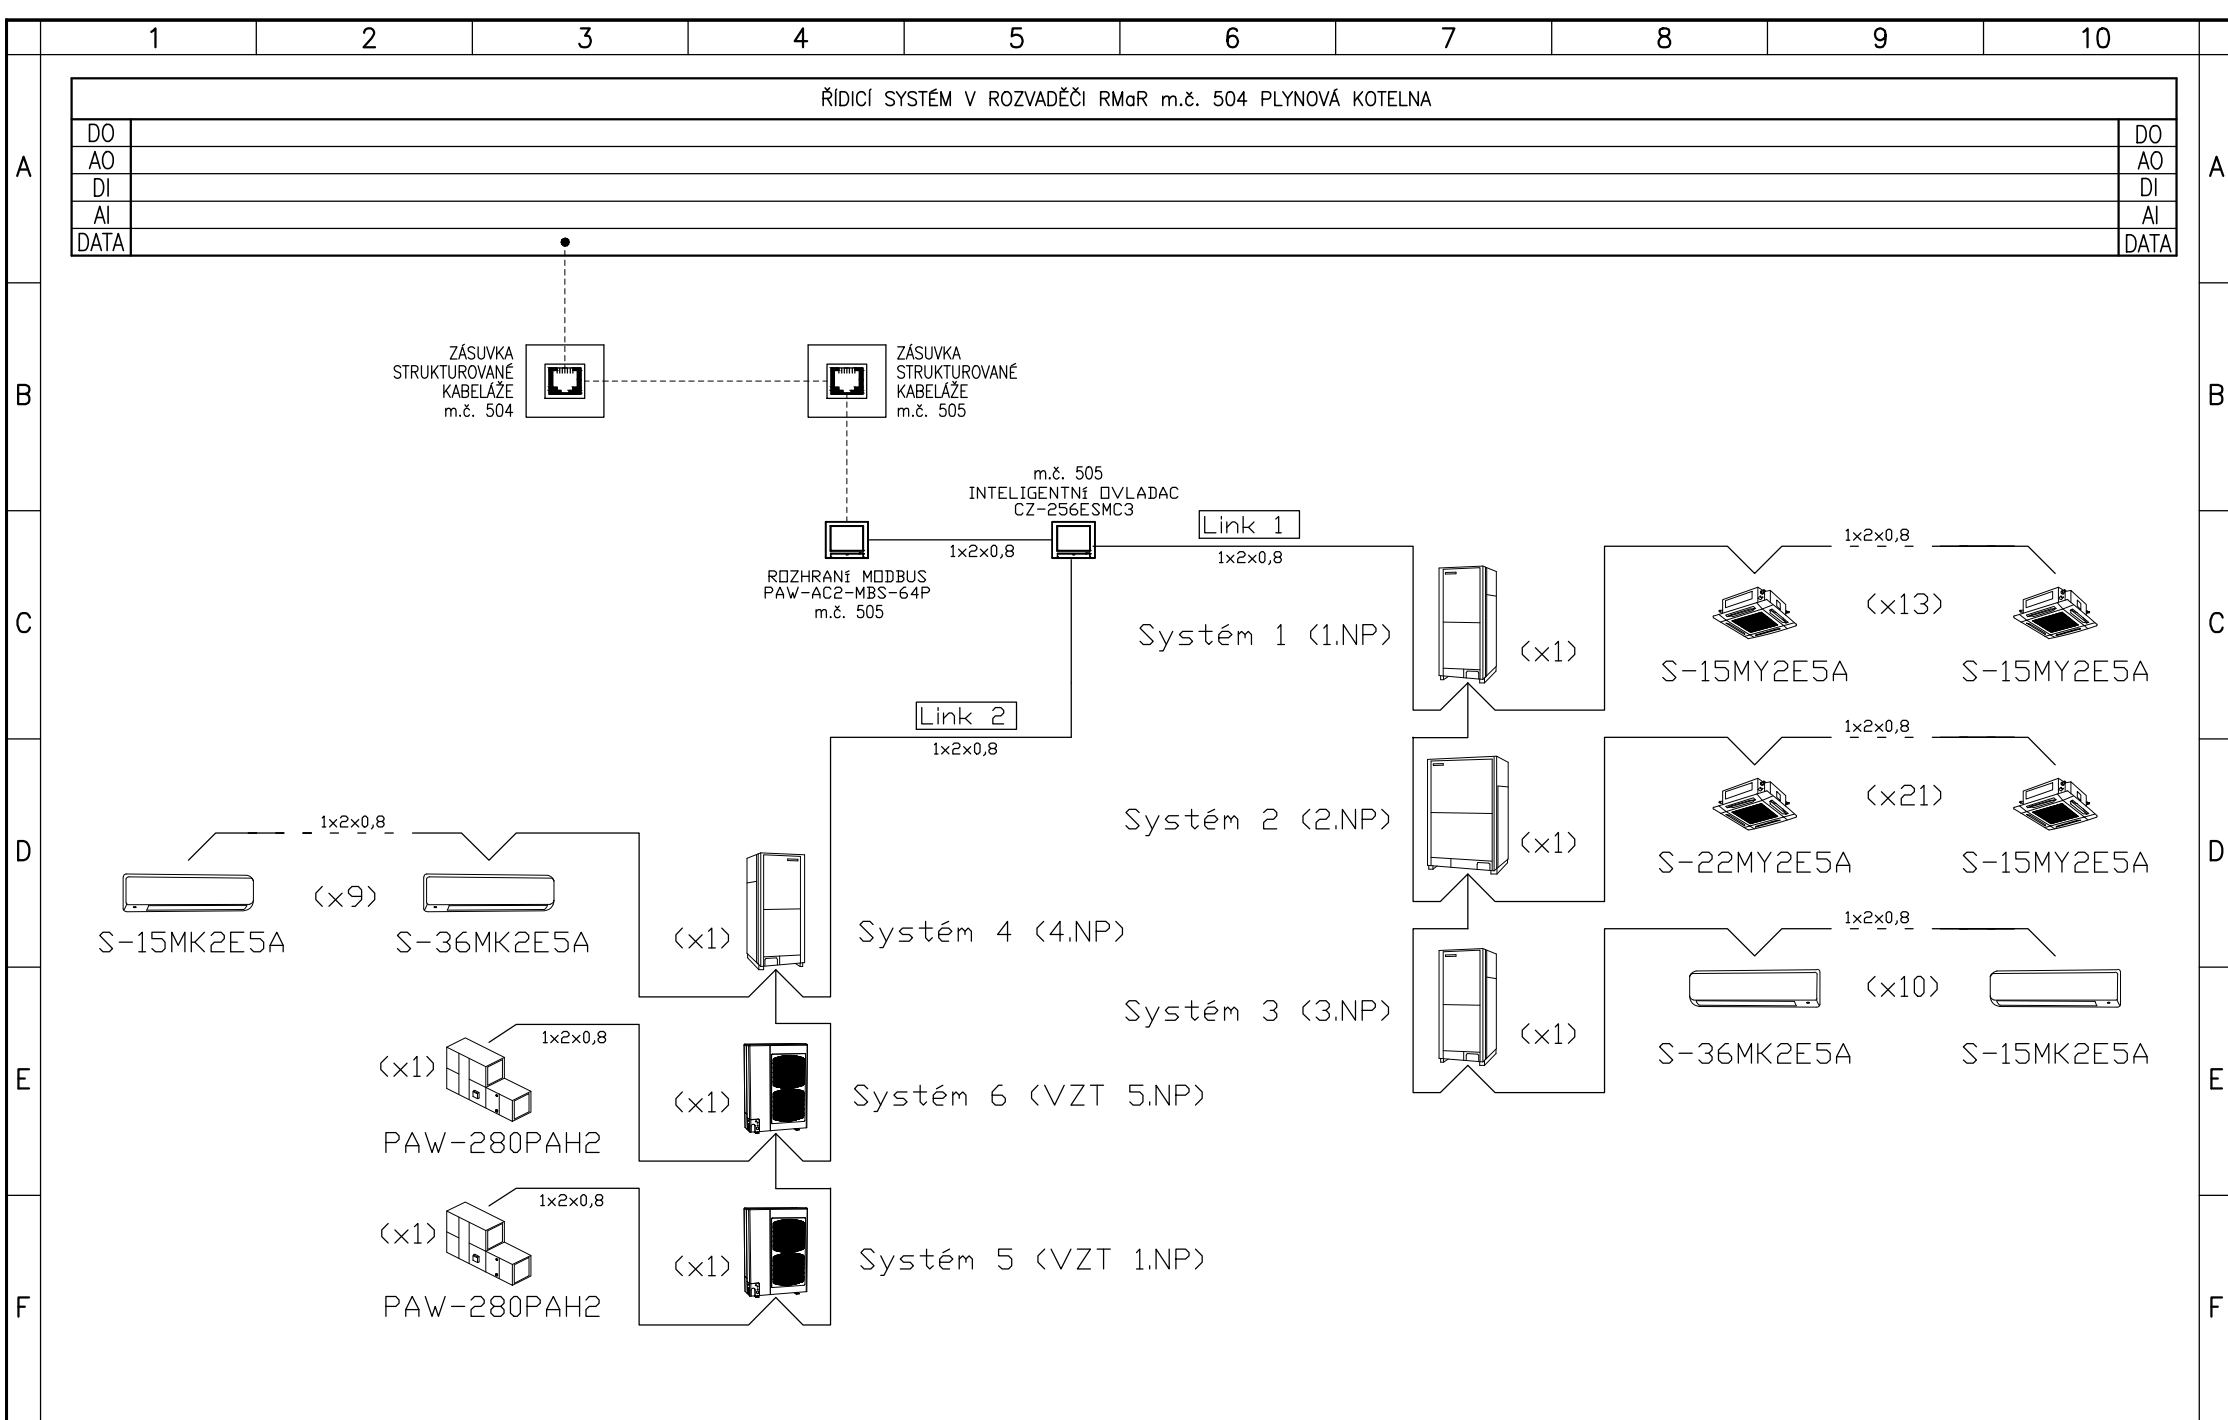 1 2 3 4 5 6 7 8 9 10
ŘÍDICÍ SYSTÉM V ROZVADĚČI RMaR m.č. 504 PLYNOVÁ KOTELNA
DO DO
AO AO
A A
DI DI
AI AI
DATA DATA
B B
ZÁSUVKA
STRUKTUROVANÉ
KABELÁŽE
m.č. 504
ZÁSUVKA
STRUKTUROVANÉ
KABELÁŽE
m.č. 505
m.č. 505
INTELIGENTNí OVLADAC
CZ-256ESMC3
Link 1
1x2x0,8
1x2x0,8
1x2x0,8
ROZHRANí MODBUS
PAW-AC2-MBS-64P
m.č. 505
C C
Systém 1 (1.NP)
(x1)
(x13)
S-15MY2E5A
S-15MY2E5A
Link 2
1x2x0,8
1x2x0,8
Systém 2 (2.NP)
(x1)
(x21)
S-22MY2E5A
S-15MY2E5A
D D
1x2x0,8
(x9)
S-15MK2E5A
S-36MK2E5A
(x1)
Systém 4 (4.NP)
1x2x0,8
Systém 3 (3.NP)
(x1)
(x10)
S-36MK2E5A
S-15MK2E5A
E E
1x2x0,8
(x1)
PAW-280PAH2
(x1)
Systém 6 (VZT 5.NP)
1x2x0,8
(x1)
PAW-280PAH2
(x1)
Systém 5 (VZT 1.NP)
F F